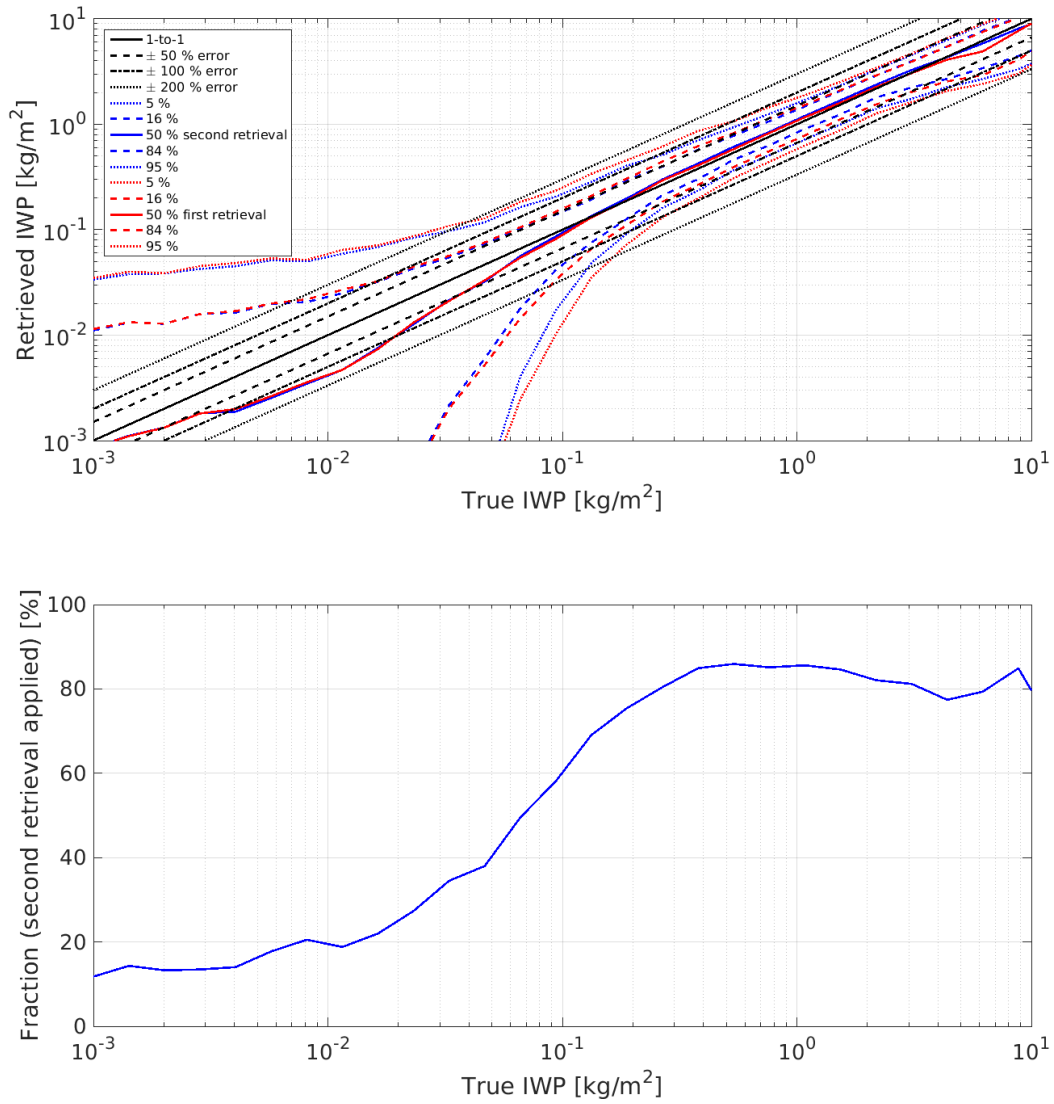 10^1
10^0
10^-1
10^-2
10^-3
Retrieved IWP [kg/m^2]
1-to-1
± 50 % error
± 100 % error
± 200 % error
5 %
16 %
50 % second retrieval
84 %
95 %
5 %
16 %
50 % first retrieval
84 %
95 %
10^-3 10^-2 10^-1 10^0 10^1
True IWP [kg/m^2]
100
80
60
40
20
0
Fraction (second retrieval applied) [%]
10^-3 10^-2 10^-1 10^0 10^1
True IWP [kg/m^2]